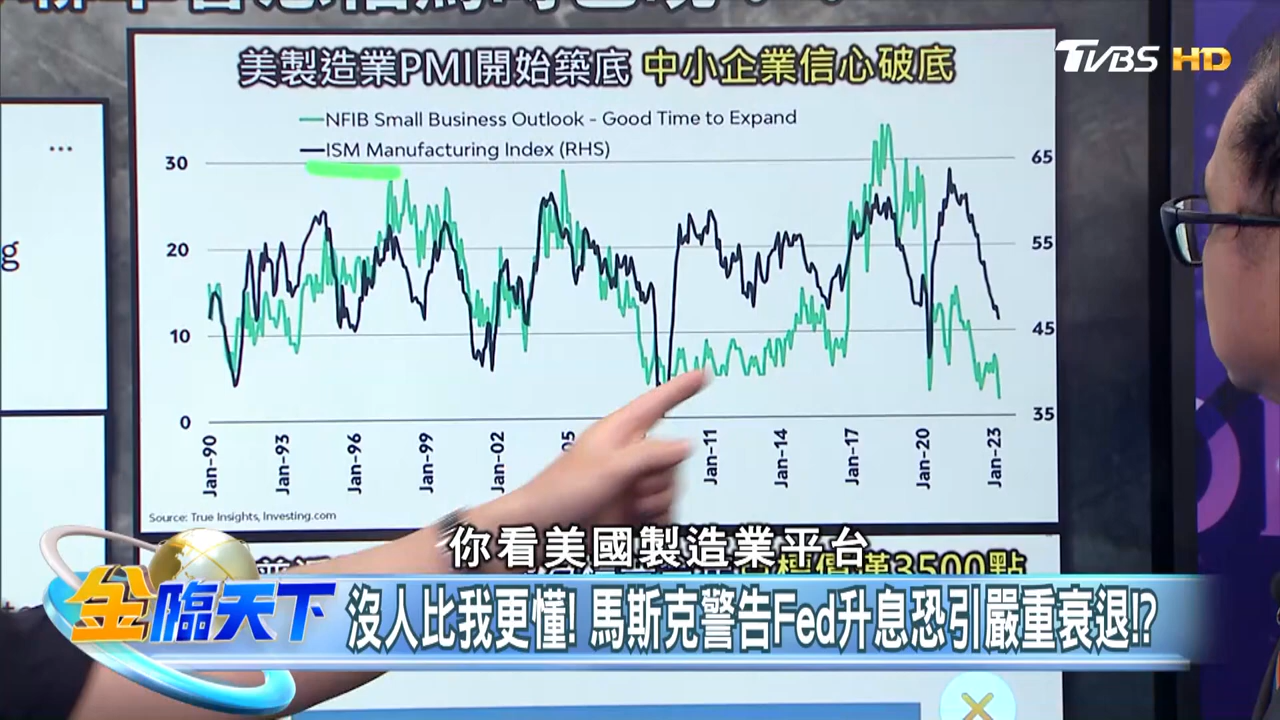 美製造業PMI開始築底 中小企業信心破底
TVBS HD
NFIB Small Business Outlook - Good Time to Expand
ISM Manufacturing Index (RHS)
30
20
10
0
65
55
45
35
Jan-90
Jan-93
Jan-96
Jan-99
Jan-02
05
Jan-11
Jan-14
Jan-17
Jan-20
Jan-23
Source: True Insights, Investing.com
你看美國製造業平台
3500點
金臨天下
沒人比我更懂! 馬斯克警告Fed升息恐引嚴重衰退!?